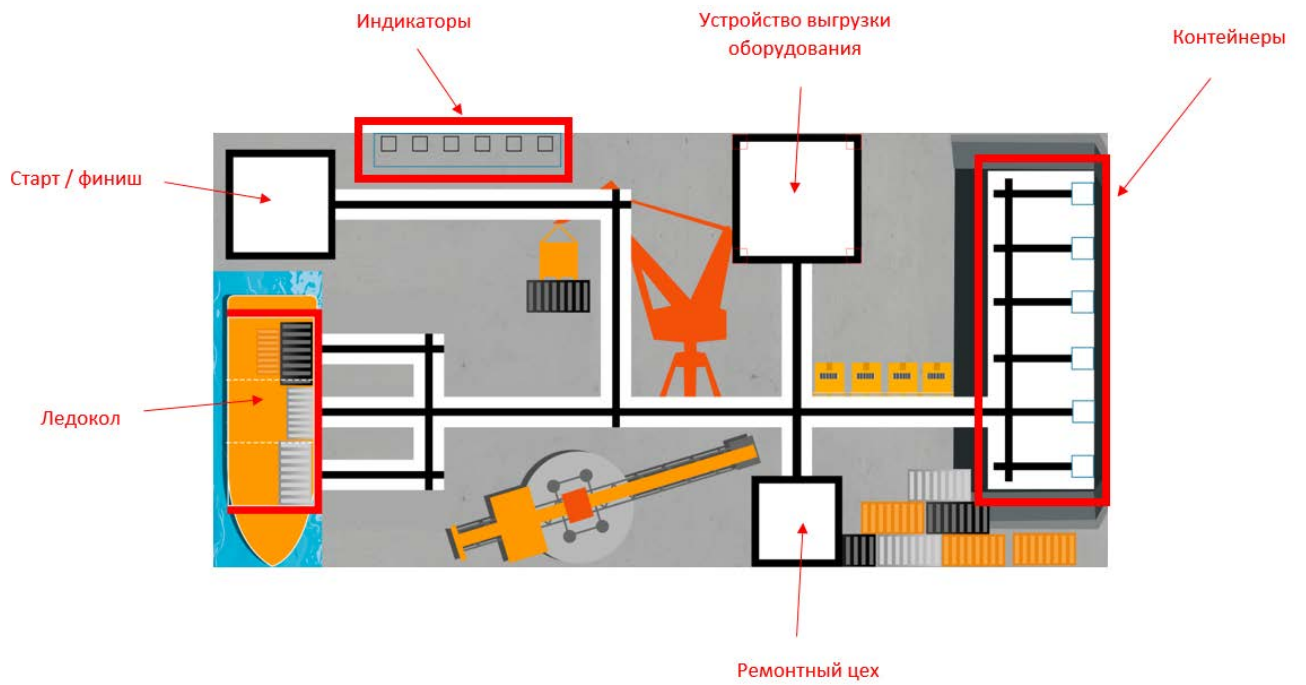 Индикаторы
Устройство выгрузки
оборудования
Контейнеры
Старт / финиш
Ледокол
Ремонтный цех